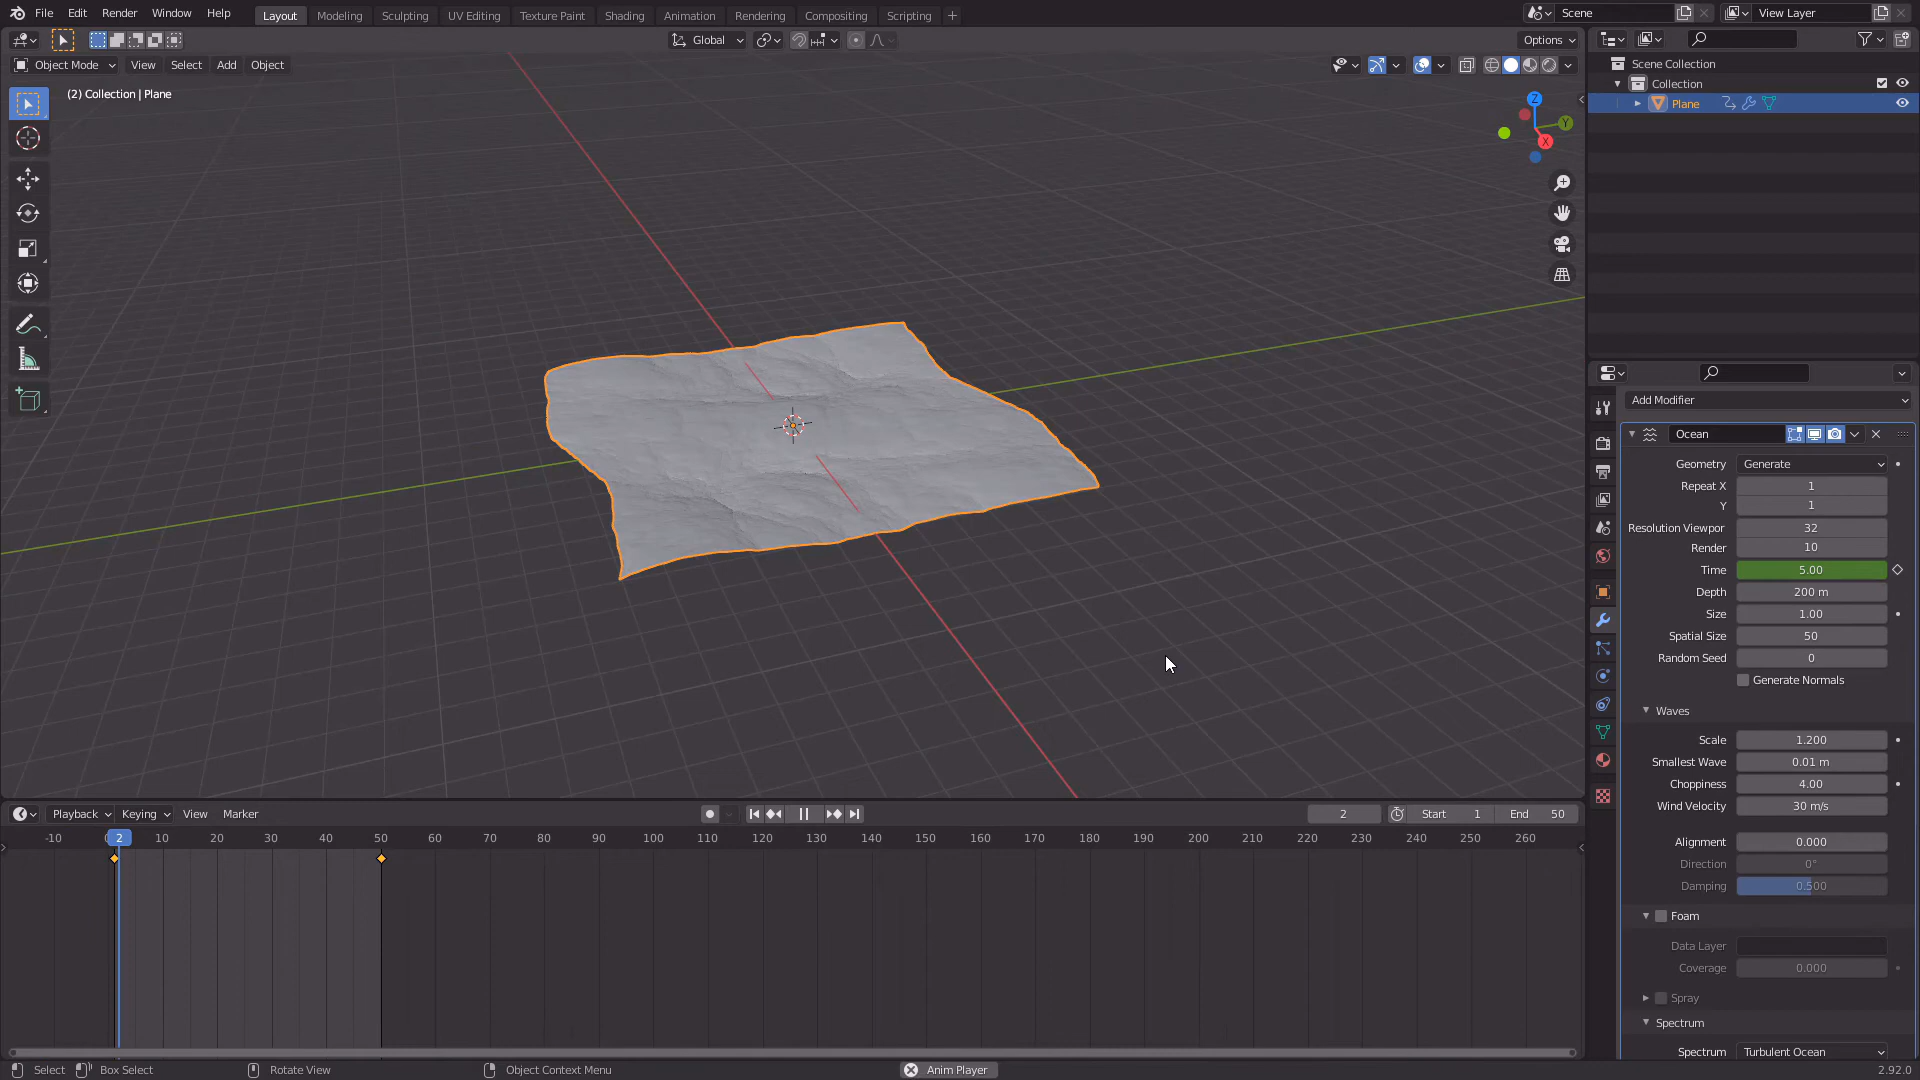 File Edit Render Window Help
Layout Modeling Sculpting UV Editing Texture Paint Shading Animation Rendering Compositing Scripting +
Scene
View Layer
Global
Options
Object Mode View Select Add Object
(2) Collection | Plane
Z
Y
X
Scene Collection
Collection
Plane
Add Modifier
Ocean
Geometry Generate
Repeat X 1
Y 1
Resolution Viewpor 32
Render 10
Time 5.00
Depth 200 m
Size 1.00
Spatial Size 50
Random Seed 0
Generate Normals
Waves
Scale 1.200
Smallest Wave 0.01 m
Choppiness 4.00
Wind Velocity 30 m/s
Alignment 0.000
Direction 0°
Damping 0.500
Foam
Data Layer
Coverage 0.000
Spray
Spectrum
Spectrum Turbulent Ocean
Playback Keying View Marker
2
Start 1
End 50
-10 2 10 20 30 40 50 60 70 80 90 100 110 120 130 140 150 160 170 180 190 200 210 220 230 240 250 260
Select Box Select Rotate View Object Context Menu Anim Player 2.92.0